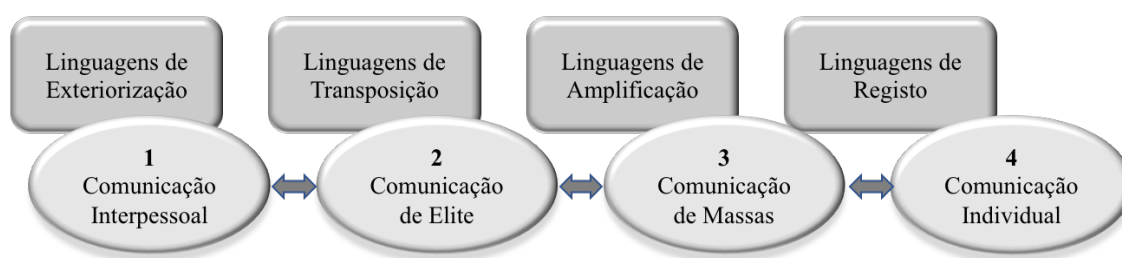 Linguagens de
Exteriorização
Linguagens de
Transposição
Linguagens de
Amplificação
Linguagens de
Registo
1
Comunicação
Interpessoal
2
Comunicação
de Elite
3
Comunicação
de Massas
4
Comunicação
Individual